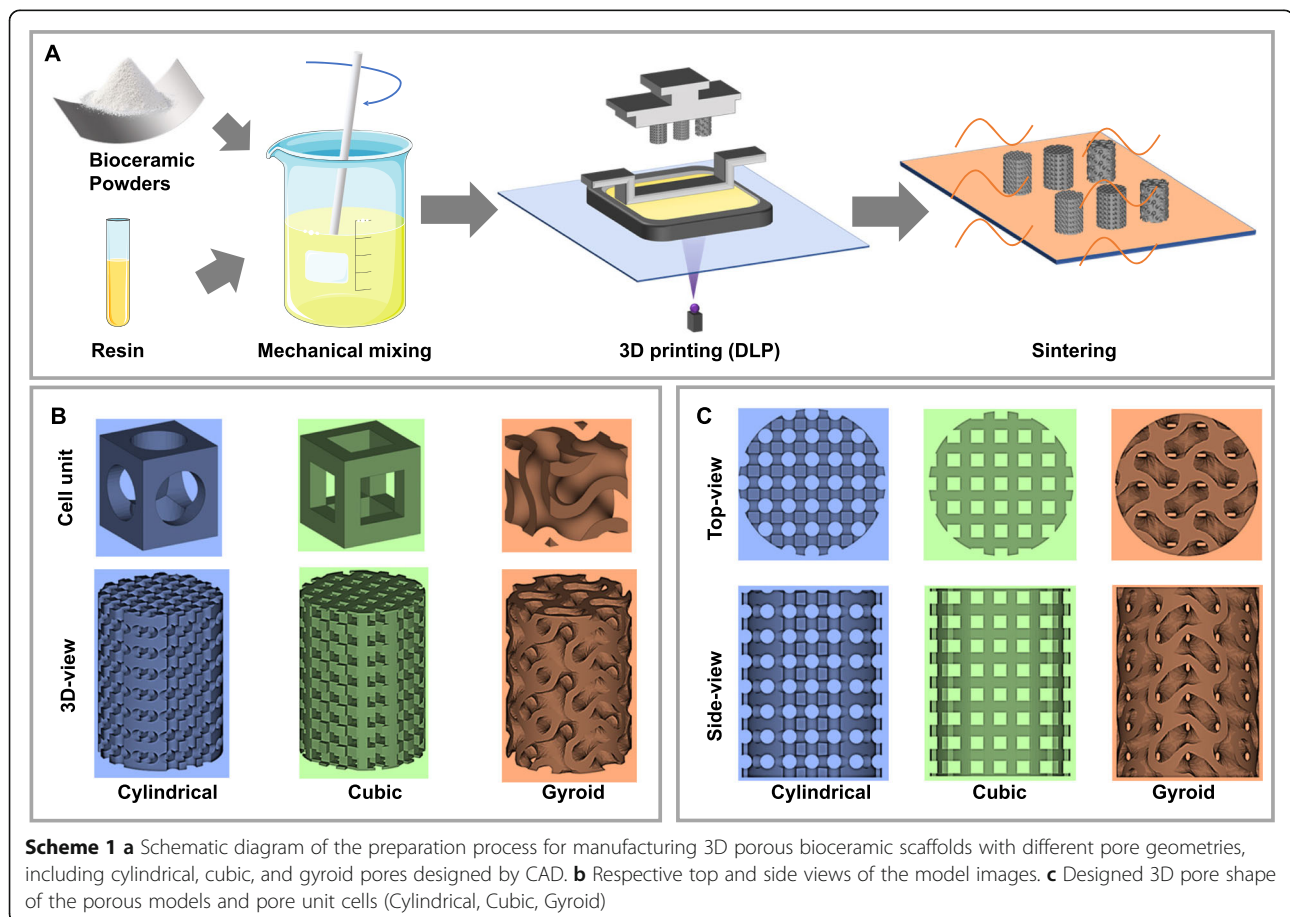 A
Bioceramic
Powders
Resin
Mechanical mixing
3D printing (DLP)
Sintering
B
Cell unit
3D-view
Cylindrical
Cubic
Gyroid
C
Top-view
Side-view
Cylindrical
Cubic
Gyroid
Scheme 1 a Schematic diagram of the preparation process for manufacturing 3D porous bioceramic scaffolds with different pore geometries,
including cylindrical, cubic, and gyroid pores designed by CAD. b Respective top and side views of the model images. c Designed 3D pore shape
of the porous models and pore unit cells (Cylindrical, Cubic, Gyroid)